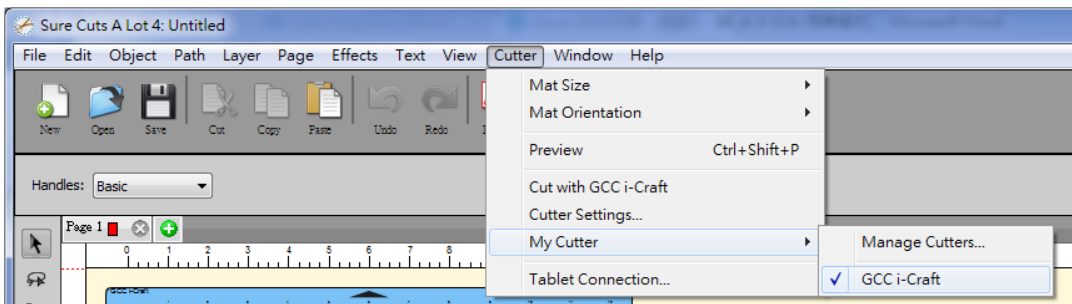 Sure Cuts A Lot 4: Untitled
File Edit Object Path Layer Page Effects Text View Cutter Window Help
New Open Save Cut Copy Paste Undo Redo
Mat Size
Mat Orientation
Preview Ctrl+Shift+P
Cut with GCC i-Craft
Cutter Settings...
My Cutter
Tablet Connection...
Manage Cutters...
GCC i-Craft
Handles: Basic
Page 1
0 1 2 3 4 5 6 7 8
GCC i-Craft